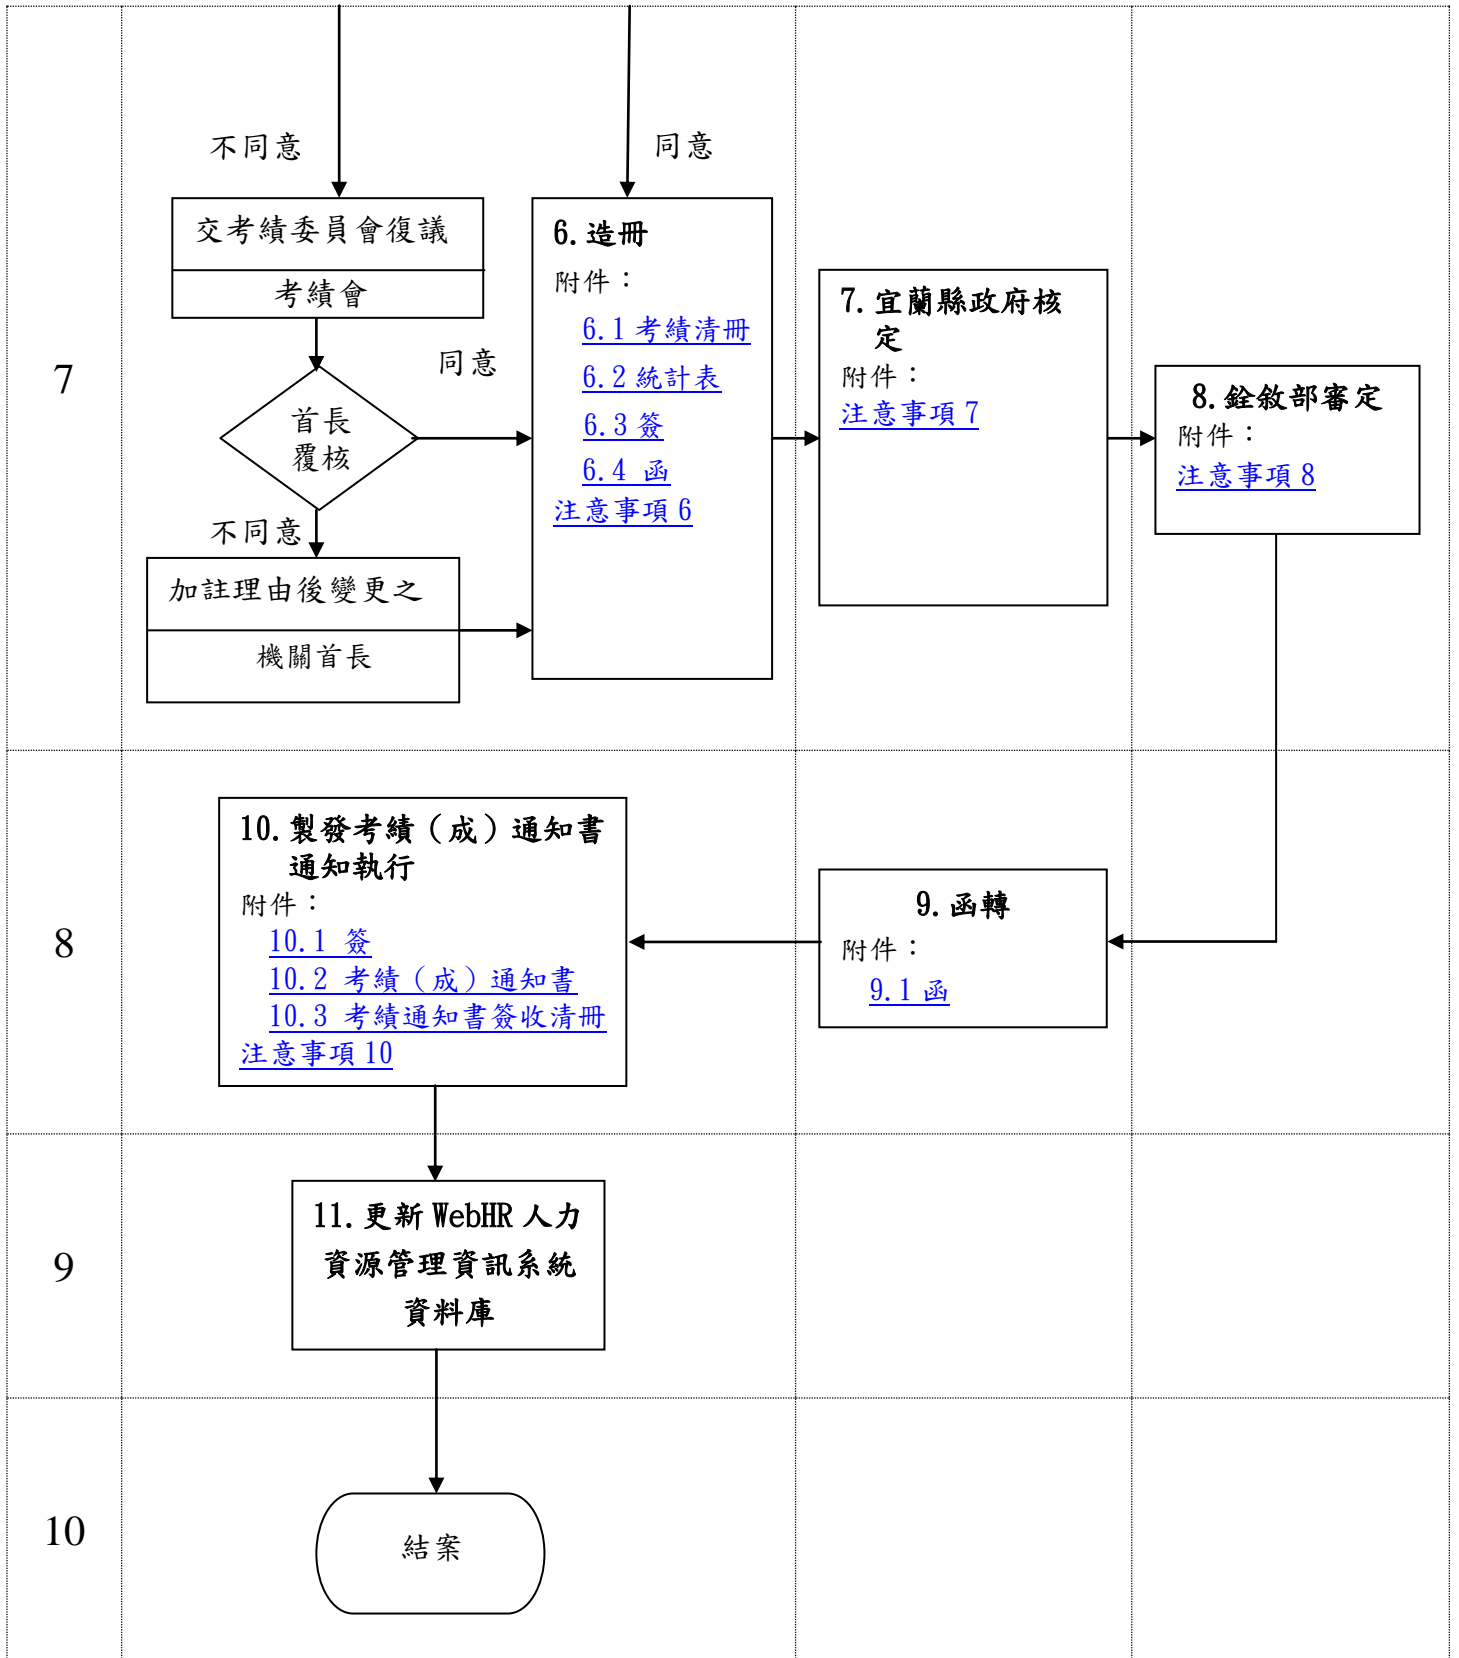 7
不同意
同意
交考績委員會復議
考績會
首長
覆核
同意
不同意
加註理由後變更之
機關首長
6.造冊
附件：
6.1 考績清冊
6.2 統計表
6.3 簽
6.4 函
注意事項 6
7.宜蘭縣政府核
定
附件：
注意事項 7
8.銓敘部審定
附件：
注意事項 8
8
10.製發考績（成）通知書
通知執行
附件：
10.1 簽
10.2 考績（成）通知書
10.3 考績通知書簽收清冊
注意事項 10
9.函轉
附件：
9.1 函
9
11.更新 WebHR 人力
資源管理資訊系統
資料庫
10
結案